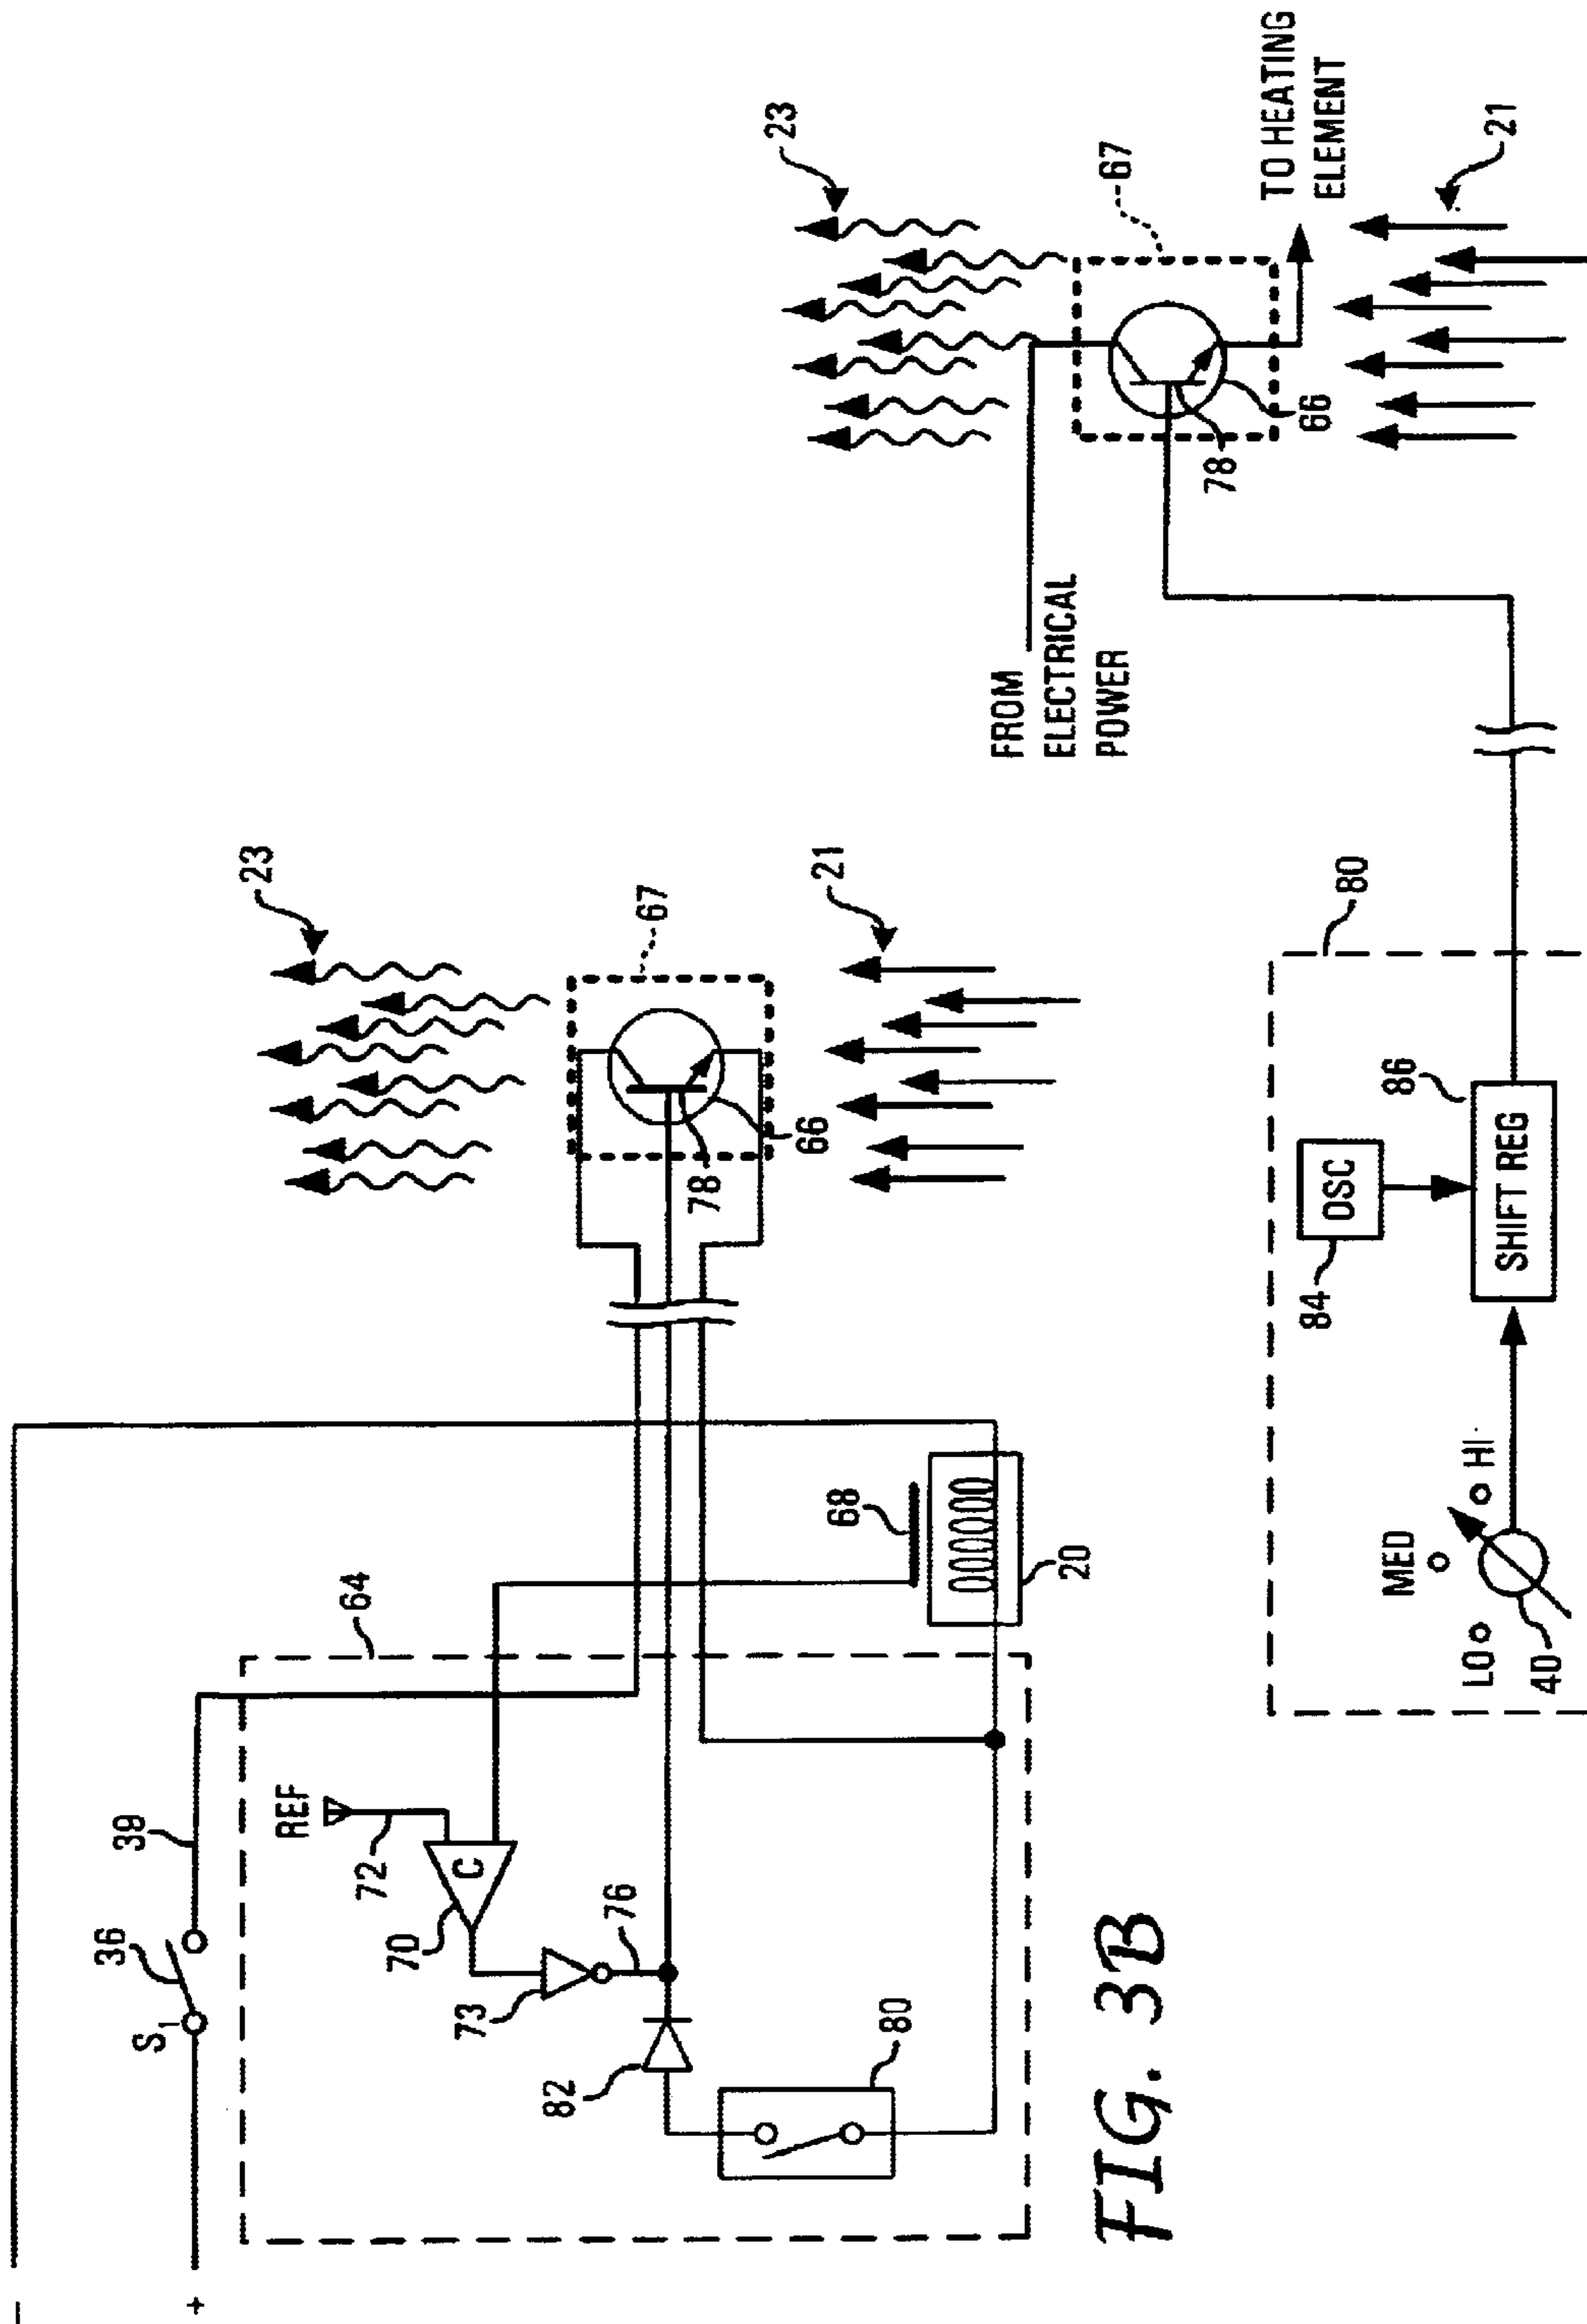 –
+
S1
36
39
64
REF
72
C
70
73
76
82
80
68
20
23
67
78
66
21
FIG. 3B
23
67
FROM
ELECTRICAL
POWER
TO HEATING
ELEMENT
78
66
21
80
OSC
84
86
SHIFT REG
LO
MED
HI
40